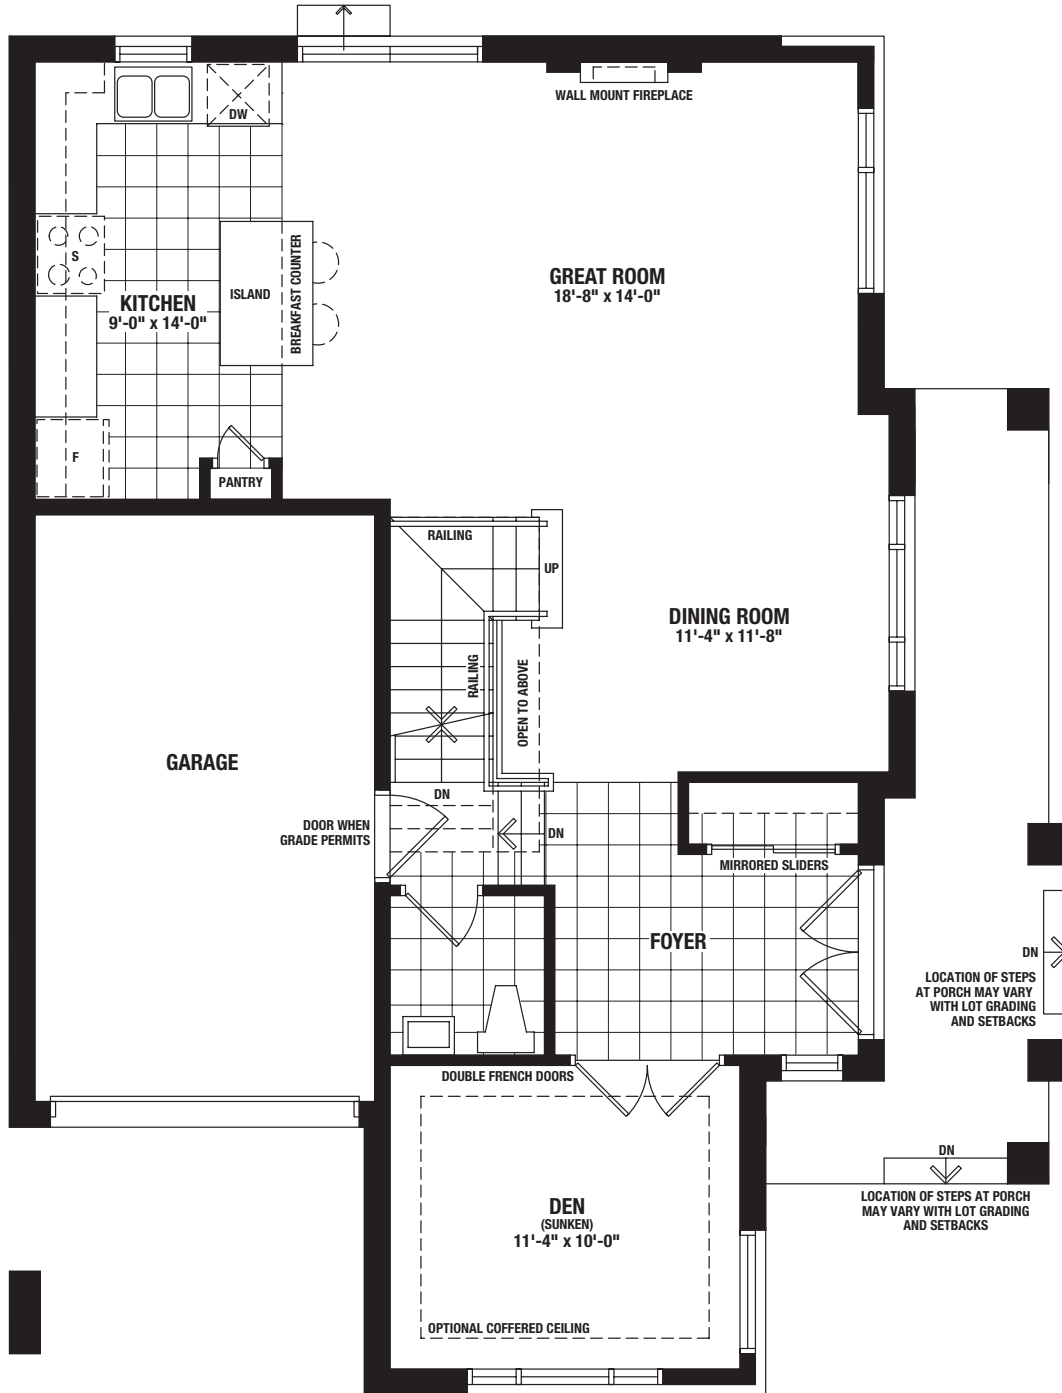 DW
WALL MOUNT FIREPLACE
S
KITCHEN
9'-0" x 14'-0"
ISLAND
BREAKFAST COUNTER
GREAT ROOM
18'-8" x 14'-0"
F
PANTRY
RAILING
UP
RAILING
OPEN TO ABOVE
DINING ROOM
11'-4" x 11'-8"
GARAGE
DN
DOOR WHEN
GRADE PERMITS
DN
MIRRORED SLIDERS
FOYER
DN
LOCATION OF STEPS
AT PORCH MAY VARY
WITH LOT GRADING
AND SETBACKS
DOUBLE FRENCH DOORS
DN
LOCATION OF STEPS AT PORCH
MAY VARY WITH LOT GRADING
AND SETBACKS
DEN
(SUNKEN)
11'-4" x 10'-0"
OPTIONAL COFFERED CEILING